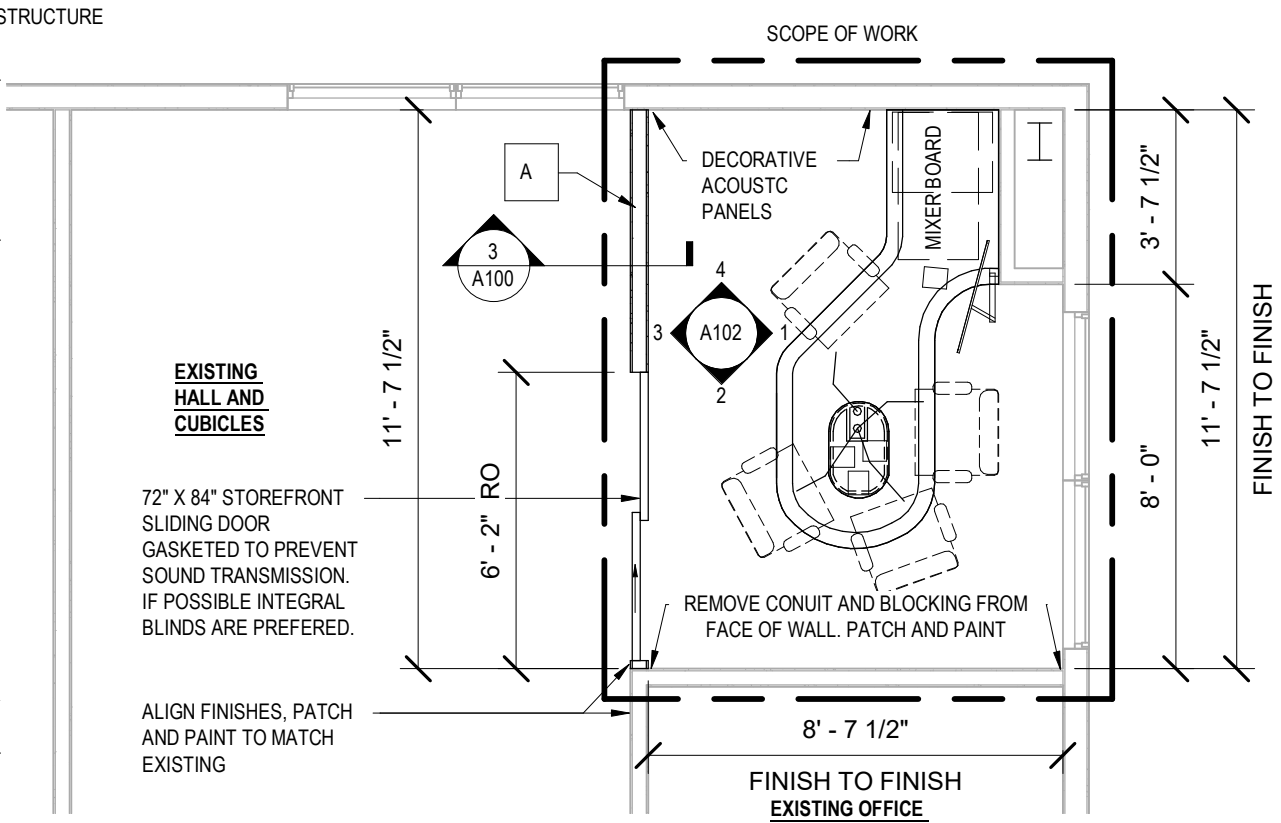 STRUCTURE
SCOPE OF WORK
A
DECORATIVE
ACOUSTC
PANELS
MIXER BOARD
3' - 7 1/2"
3
A100
4
3
A102
1
2
11' - 7 1/2"
11' - 7 1/2"
FINISH TO FINISH
EXISTING
HALL AND
CUBICLES
6' - 2" RO
8' - 0"
72" X 84" STOREFRONT
SLIDING DOOR
GASKETED TO PREVENT
SOUND TRANSMISSION.
IF POSSIBLE INTEGRAL
BLINDS ARE PREFERED.
REMOVE CONUIT AND BLOCKING FROM
FACE OF WALL. PATCH AND PAINT
ALIGN FINISHES, PATCH
AND PAINT TO MATCH
EXISTING
8' - 7 1/2"
FINISH TO FINISH
EXISTING OFFICE